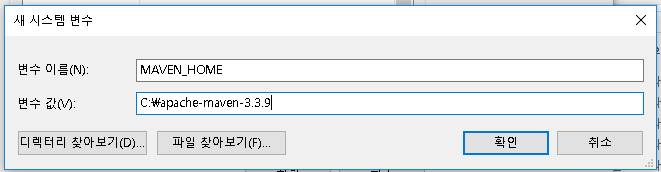 새 시스템 변수
변수 이름(N):
MAVEN_HOME
변수 값(V):
C:\apache-maven-3.3.9
디렉터리 찾아보기(D)...
파일 찾아보기(F)...
확인
취소